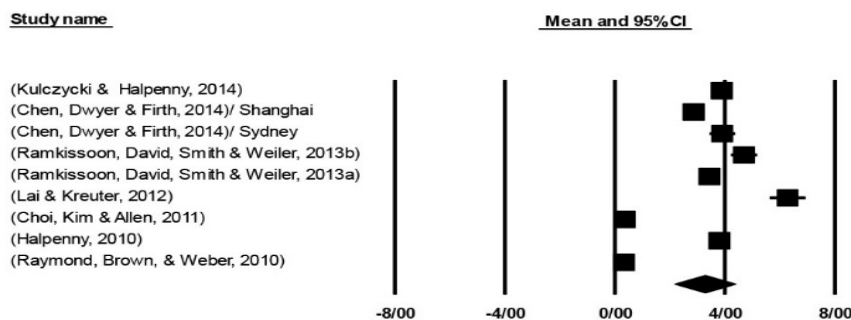 Study name Mean and 95%CI
(Kulczycki & Halpenny, 2014)
(Chen, Dwyer & Firth, 2014)/ Shanghai
(Chen, Dwyer & Firth, 2014)/ Sydney
(Ramkissoon, David, Smith & Weiler, 2013b)
(Ramkissoon, David, Smith & Weiler, 2013a)
(Lai & Kreuter, 2012)
(Choi, Kim & Allen, 2011)
(Halpenny, 2010)
(Raymond, Brown, & Weber, 2010)
-8/00 -4/00 0/00 4/00 8/00